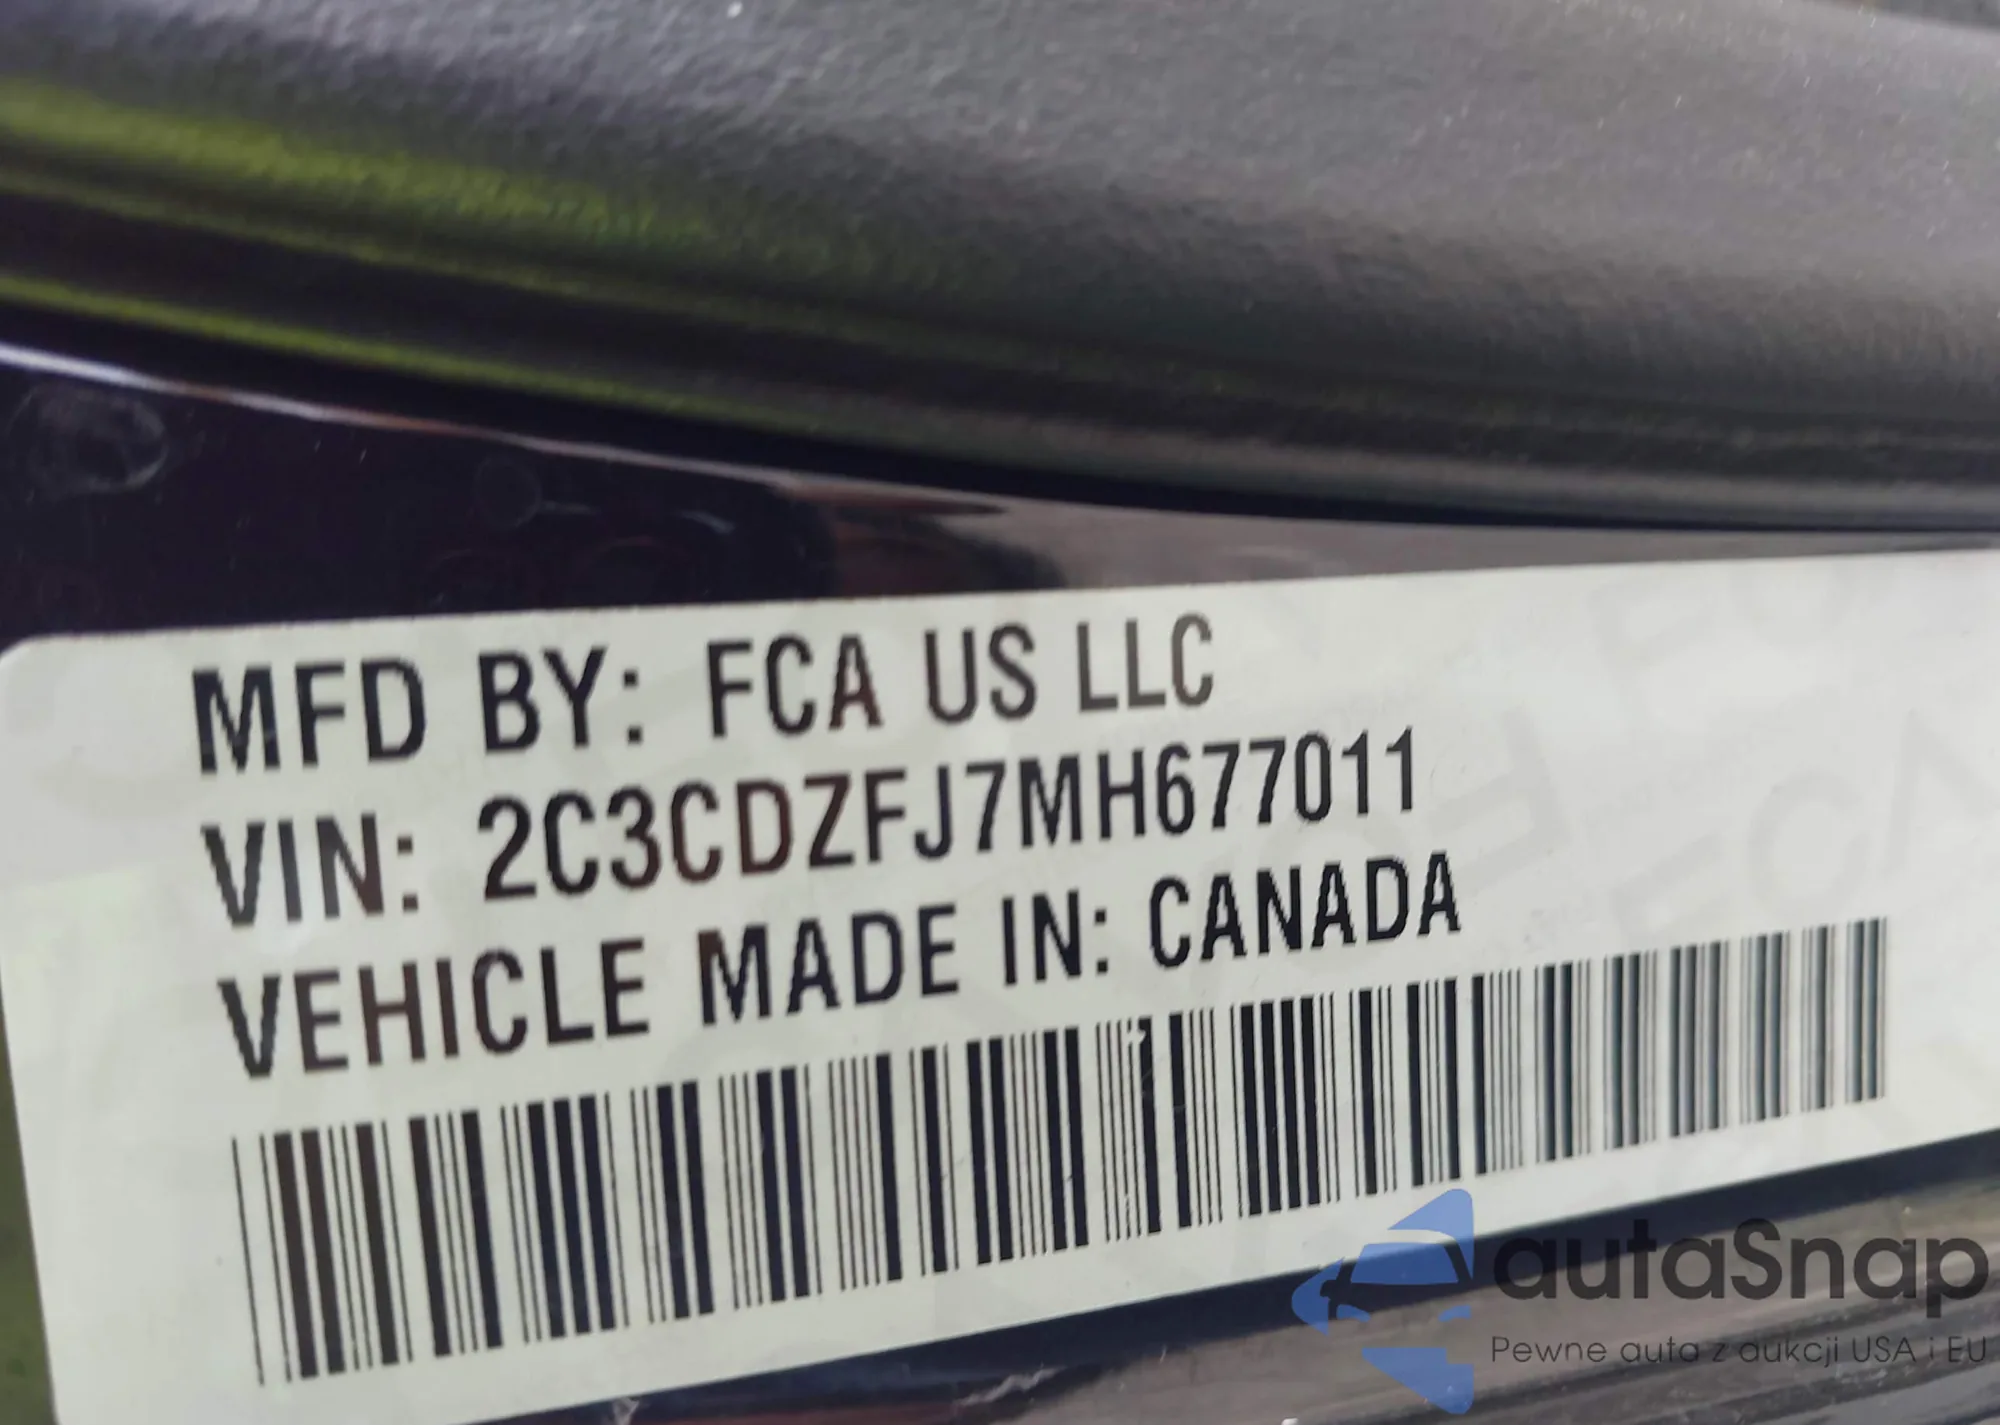 MFD BY: FCA US LLC
VIN: 2C3CDZFJ7MH677011
VEHICLE MADE IN: CANADA
autaSnap
Pewne auta z aukcji USA i EU